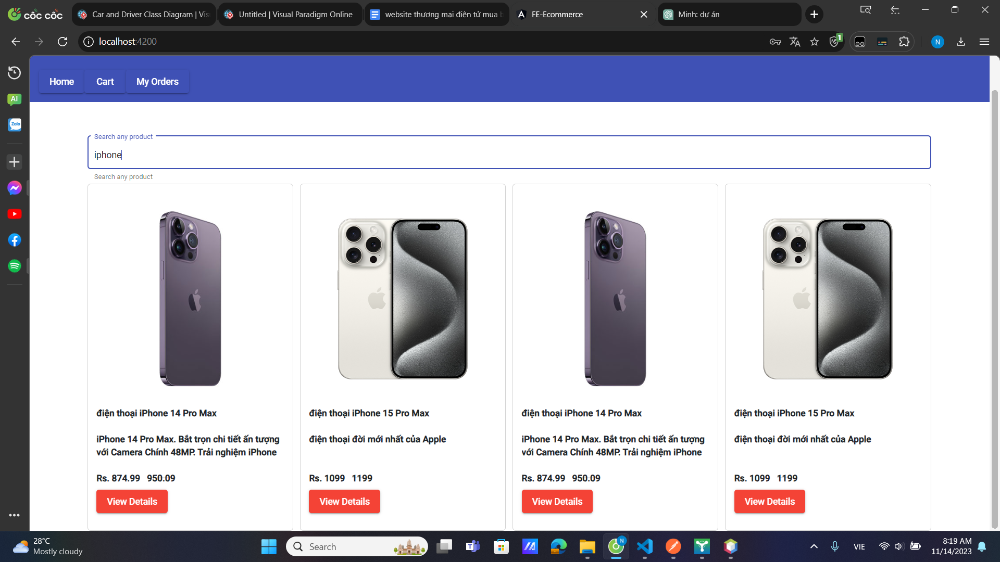 cốc cốc
Car and Driver Class Diagram | Vis
Untitled | Visual Paradigm Online
website thương mại điện tử mua b
FE-Ecommerce
Minh: dự án
localhost:4200
1
N
AI
Zalo
Home
Cart
My Orders
Search any product
iphone
Search any product
điện thoại iPhone 14 Pro Max
điện thoại iPhone 15 Pro Max
điện thoại iPhone 14 Pro Max
điện thoại iPhone 15 Pro Max
iPhone 14 Pro Max. Bắt trọn chi tiết ấn tượng
với Camera Chính 48MP. Trải nghiệm iPhone
điện thoại đời mới nhất của Apple
iPhone 14 Pro Max. Bắt trọn chi tiết ấn tượng
với Camera Chính 48MP. Trải nghiệm iPhone
điện thoại đời mới nhất của Apple
Rs. 874.99 950.09
Rs. 1099 1199
Rs. 874.99 950.09
Rs. 1099 1199
View Details
View Details
View Details
View Details
28°C
Mostly cloudy
Search
N
VIE
8:19 AM
11/14/2023